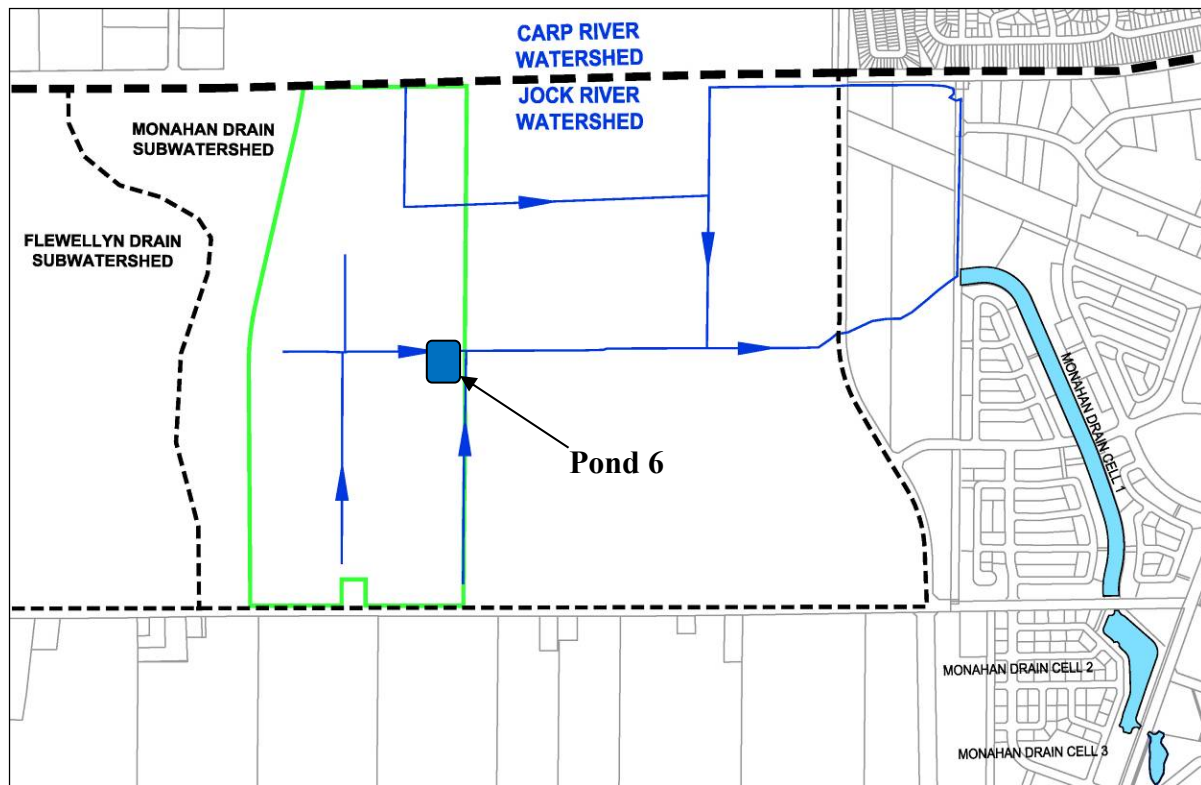 CARP RIVER
WATERSHED
JOCK RIVER
WATERSHED
MONAHAN DRAIN
SUBWATERSHED
FLEWELLYN DRAIN
SUBWATERSHED
Pond 6
MONAHAN DRAIN CELL 1
MONAHAN DRAIN CELL 2
MONAHAN DRAIN CELL 3